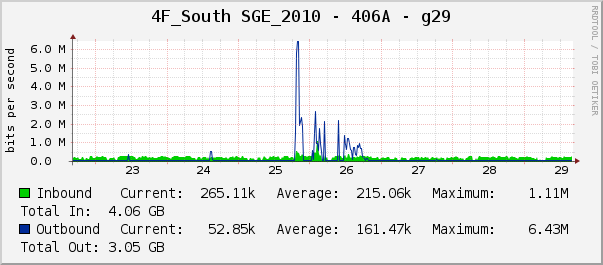 4F_South SGE_2010 - 406A - g29
RRDTOOL / TOBI OETIKER
bits per second
6.0 M
5.0 M
4.0 M
3.0 M
2.0 M
1.0 M
0.0
23 24 25 26 27 28 29
Inbound Current: 265.11k Average: 215.06k Maximum: 1.11M
Total In: 4.06 GB
Outbound Current: 52.85k Average: 161.47k Maximum: 6.43M
Total Out: 3.05 GB